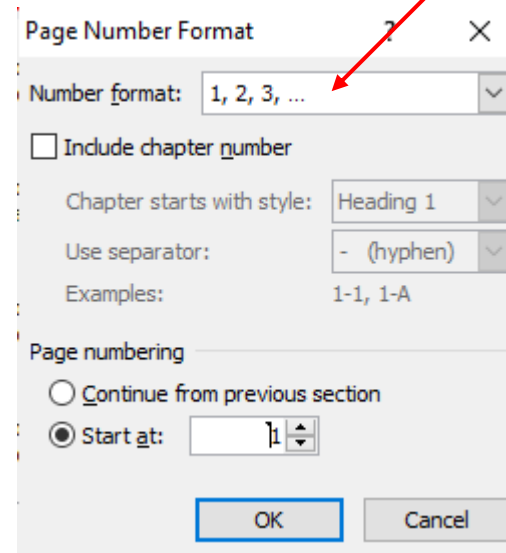 Page Number Format ? ×
Number format: 1, 2, 3, ...
Include chapter number
Chapter starts with style: Heading 1
Use separator: - (hyphen)
Examples: 1-1, 1-A
Page numbering
Continue from previous section
Start at: 1
OK Cancel